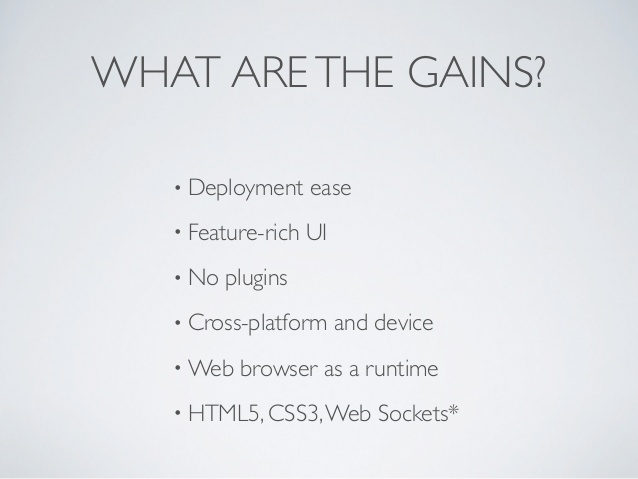 WHAT ARE THE GAINS?
• Deployment ease
• Feature-rich UI
• No plugins
• Cross-platform and device
• Web browser as a runtime
• HTML5, CSS3, Web Sockets*